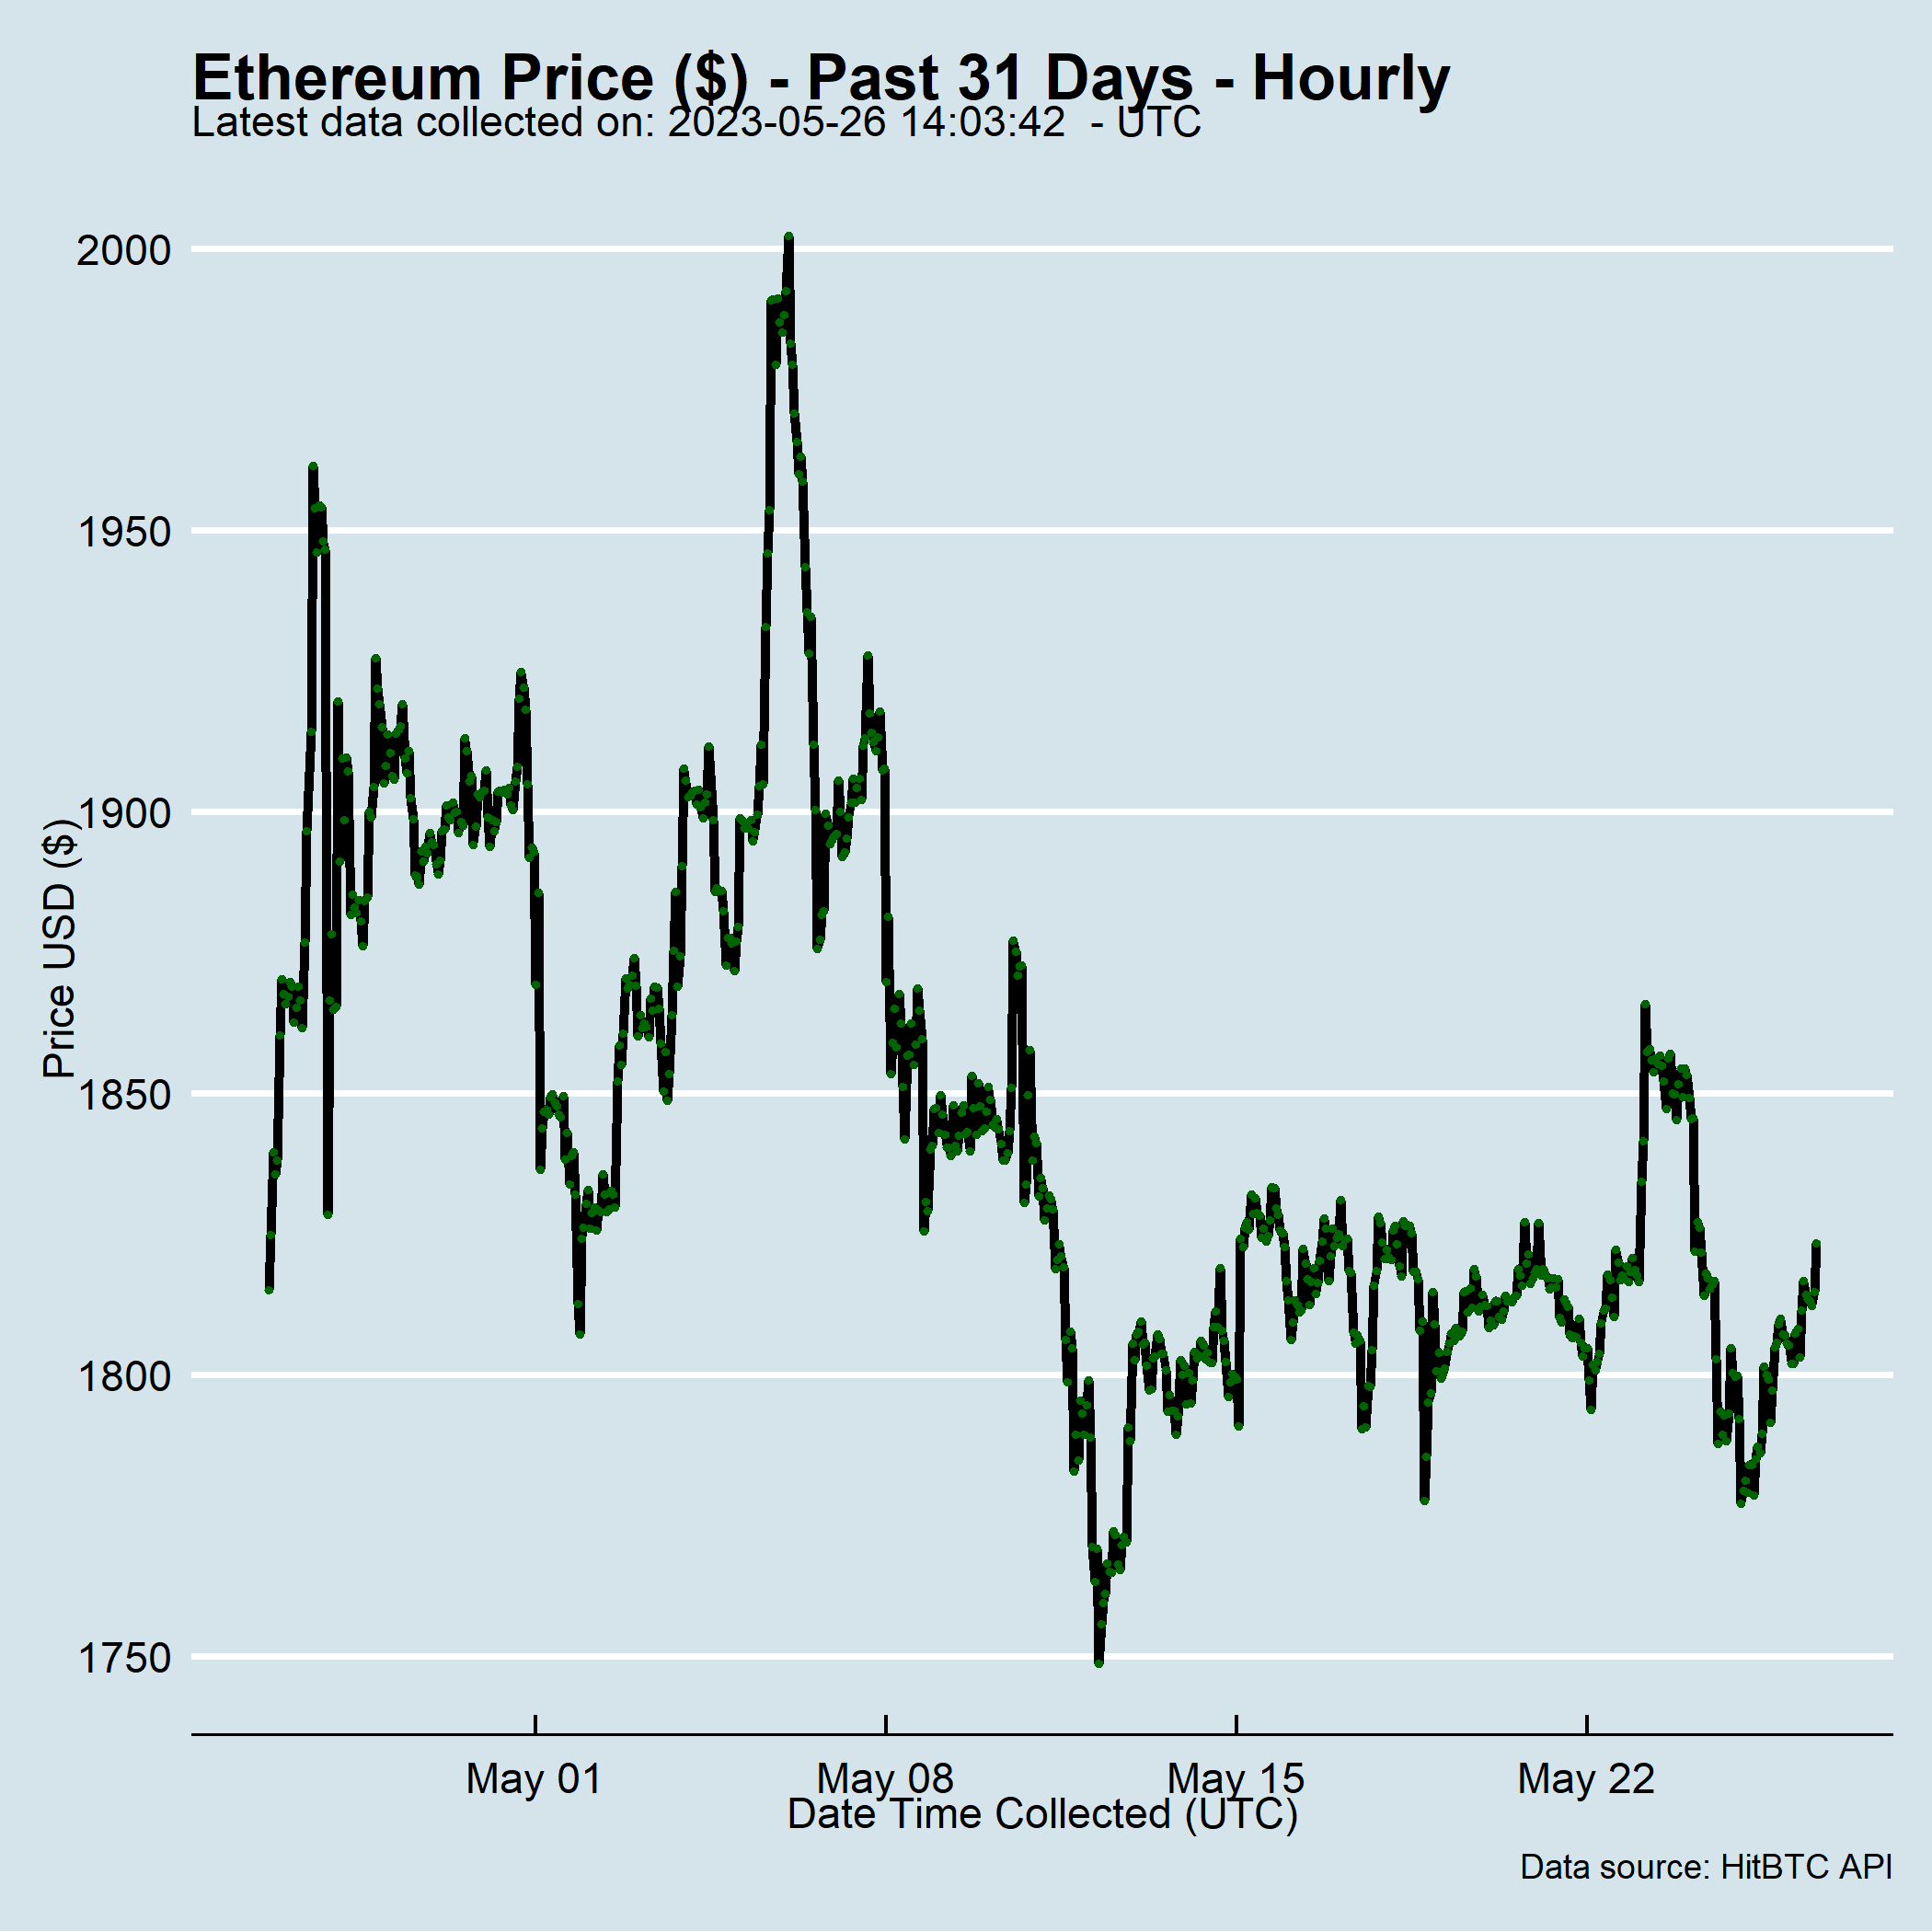 Ethereum Price ($) - Past 31 Days - Hourly
Latest data collected on: 2023-05-26 14:03:42  - UTC
2000
1950
1900
1850
1800
1750
Price USD ($)
May 01
May 08
May 15
May 22
Date Time Collected (UTC)
Data source: HitBTC API